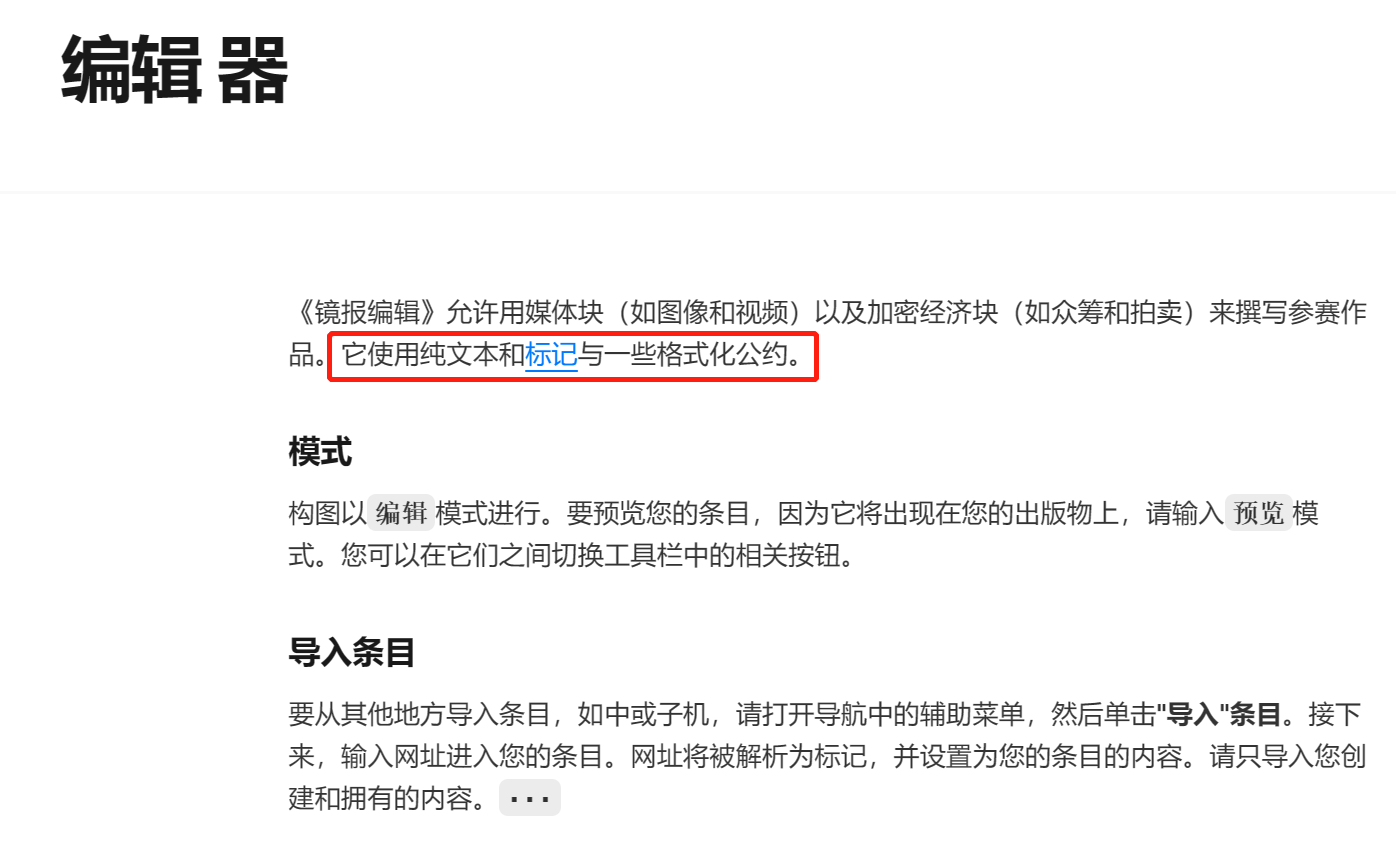 编辑 器
《镜报编辑》允许用媒体块（如图像和视频）以及加密经济块（如众筹和拍卖）来撰写参赛作
品。它使用纯文本和标记与一些格式化公约。
模式
构图以 编辑 模式进行。要预览您的条目，因为它将出现在您的出版物上，请输入 预览 模
式。您可以在它们之间切换工具栏中的相关按钮。
导入条目
要从其他地方导入条目，如中或子机，请打开导航中的辅助菜单，然后单击"导入"条目。接下
来，输入网址进入您的条目。网址将被解析为标记，并设置为您的条目的内容。请只导入您创
建和拥有的内容。 ···